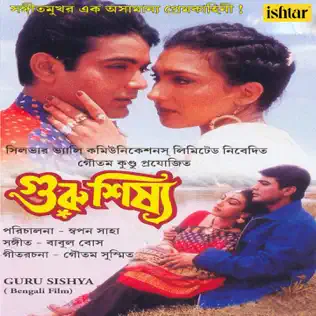 সঙ্গীতমুখর এক অসামান্য প্রেমকাহিনী !
ishtar
সিলভার ভ্যালি কমিউনিকেশনস্ লিমিটেড নিবেদিত
গৌতম কুণ্ডু প্রযোজিত
গুরুশিষ্য
পরিচালনা - স্বপন সাহা
সঙ্গীত - বাবুল বোস
গীতরচনা - গৌতম সুস্মিত
GURU SISHYA
( Bengali Film)